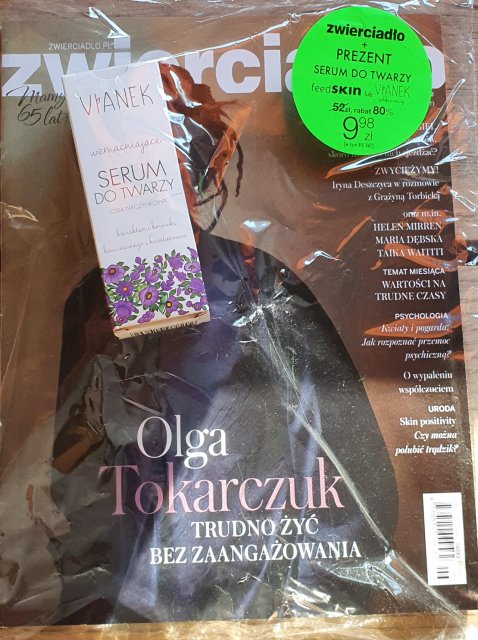 ZWIERCIADLO.PL
zwierciadło
Mamy
65 lat
VIANEK
wzmacniające
SERUM
DO TWARZY
CERA NACZYNKOWA
z ekstraktami z
kasztanowca
zwierciadło
+
PREZENT
SERUM DO TWARZY
feedSKIN lub VIANEK
52 zł, rabat 80%
9,98
zł
ZWYCIĘŻYMY!
Iryna Deszczyca w rozmowie
z Grażyną Torbicką
oraz m.in.
HELEN MIRREN
MARIA DĘBSKA
TAIKA WAITITI
TEMAT MIESIĄCA
WARTOŚCI NA
TRUDNE CZASY
PSYCHOLOGIA
Kwiaty i pogarda?
Jak rozpoznać przemoc
psychiczną?
O wypaleniu
współczuciem
URODA
Skin positivity
Czy można
polubić trądzik?
Olga
Tokarczuk
TRUDNO ŻYĆ
BEZ ZAANGAŻOWANIA